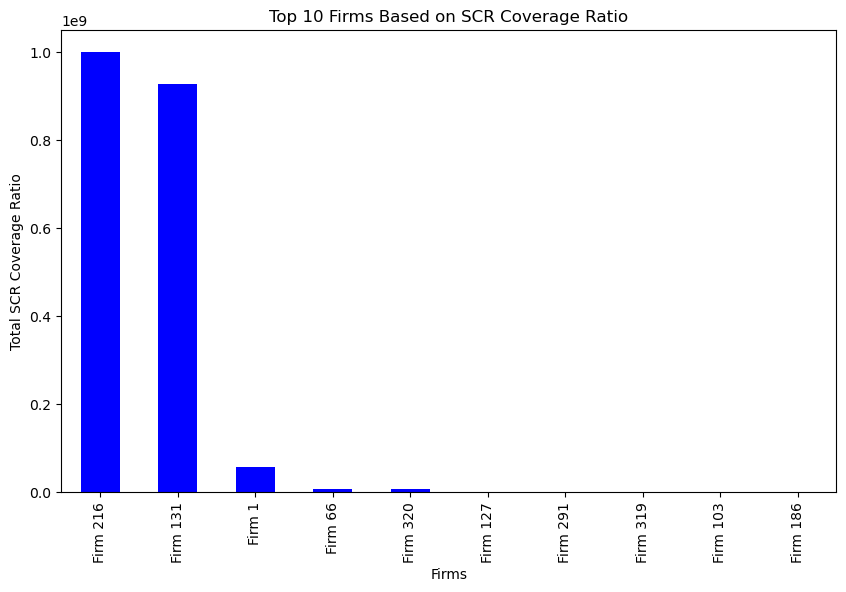 Top 10 Firms Based on SCR Coverage Ratio
1e9
1.0
0.8
0.6
0.4
0.2
0.0
Total SCR Coverage Ratio
Firm 216
Firm 131
Firm 1
Firm 66
Firm 320
Firm 127
Firm 291
Firm 319
Firm 103
Firm 186
Firms